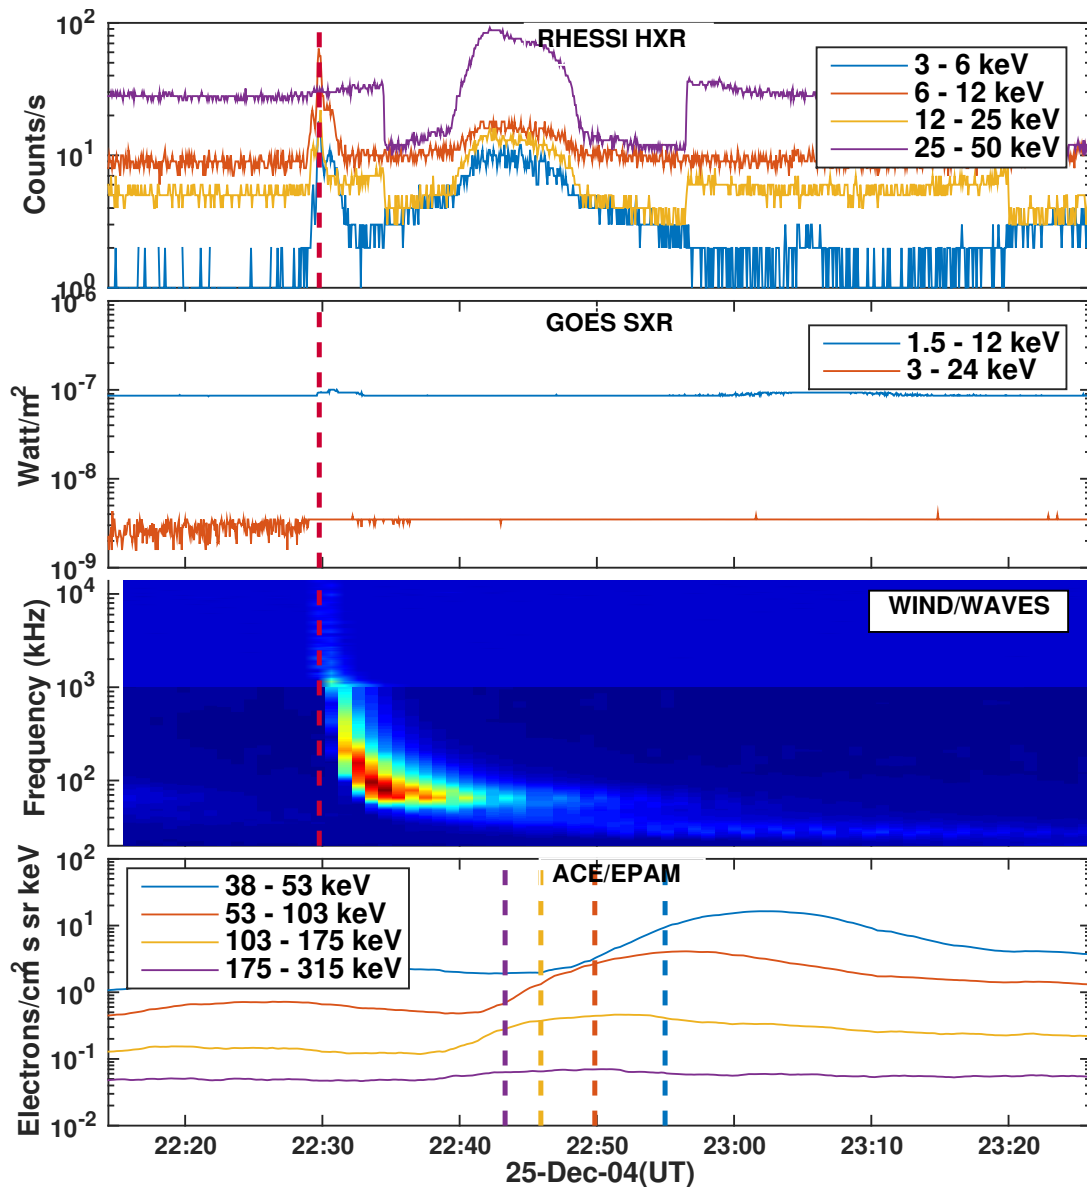 RHESSI HXR
3 - 6 keV
6 - 12 keV
12 - 25 keV
25 - 50 keV
Counts/s
10²
10¹
10⁰
GOES SXR
1.5 - 12 keV
3 - 24 keV
Watt/m²
10⁻⁶
10⁻⁷
10⁻⁸
10⁻⁹
WIND/WAVES
Frequency (kHz)
10⁴
10³
10²
ACE/EPAM
38 - 53 keV
53 - 103 keV
103 - 175 keV
175 - 315 keV
Electrons/cm² s sr keV
10²
10¹
10⁰
10⁻¹
10⁻²
22:20 22:30 22:40 22:50 23:00 23:10 23:20
25-Dec-04(UT)